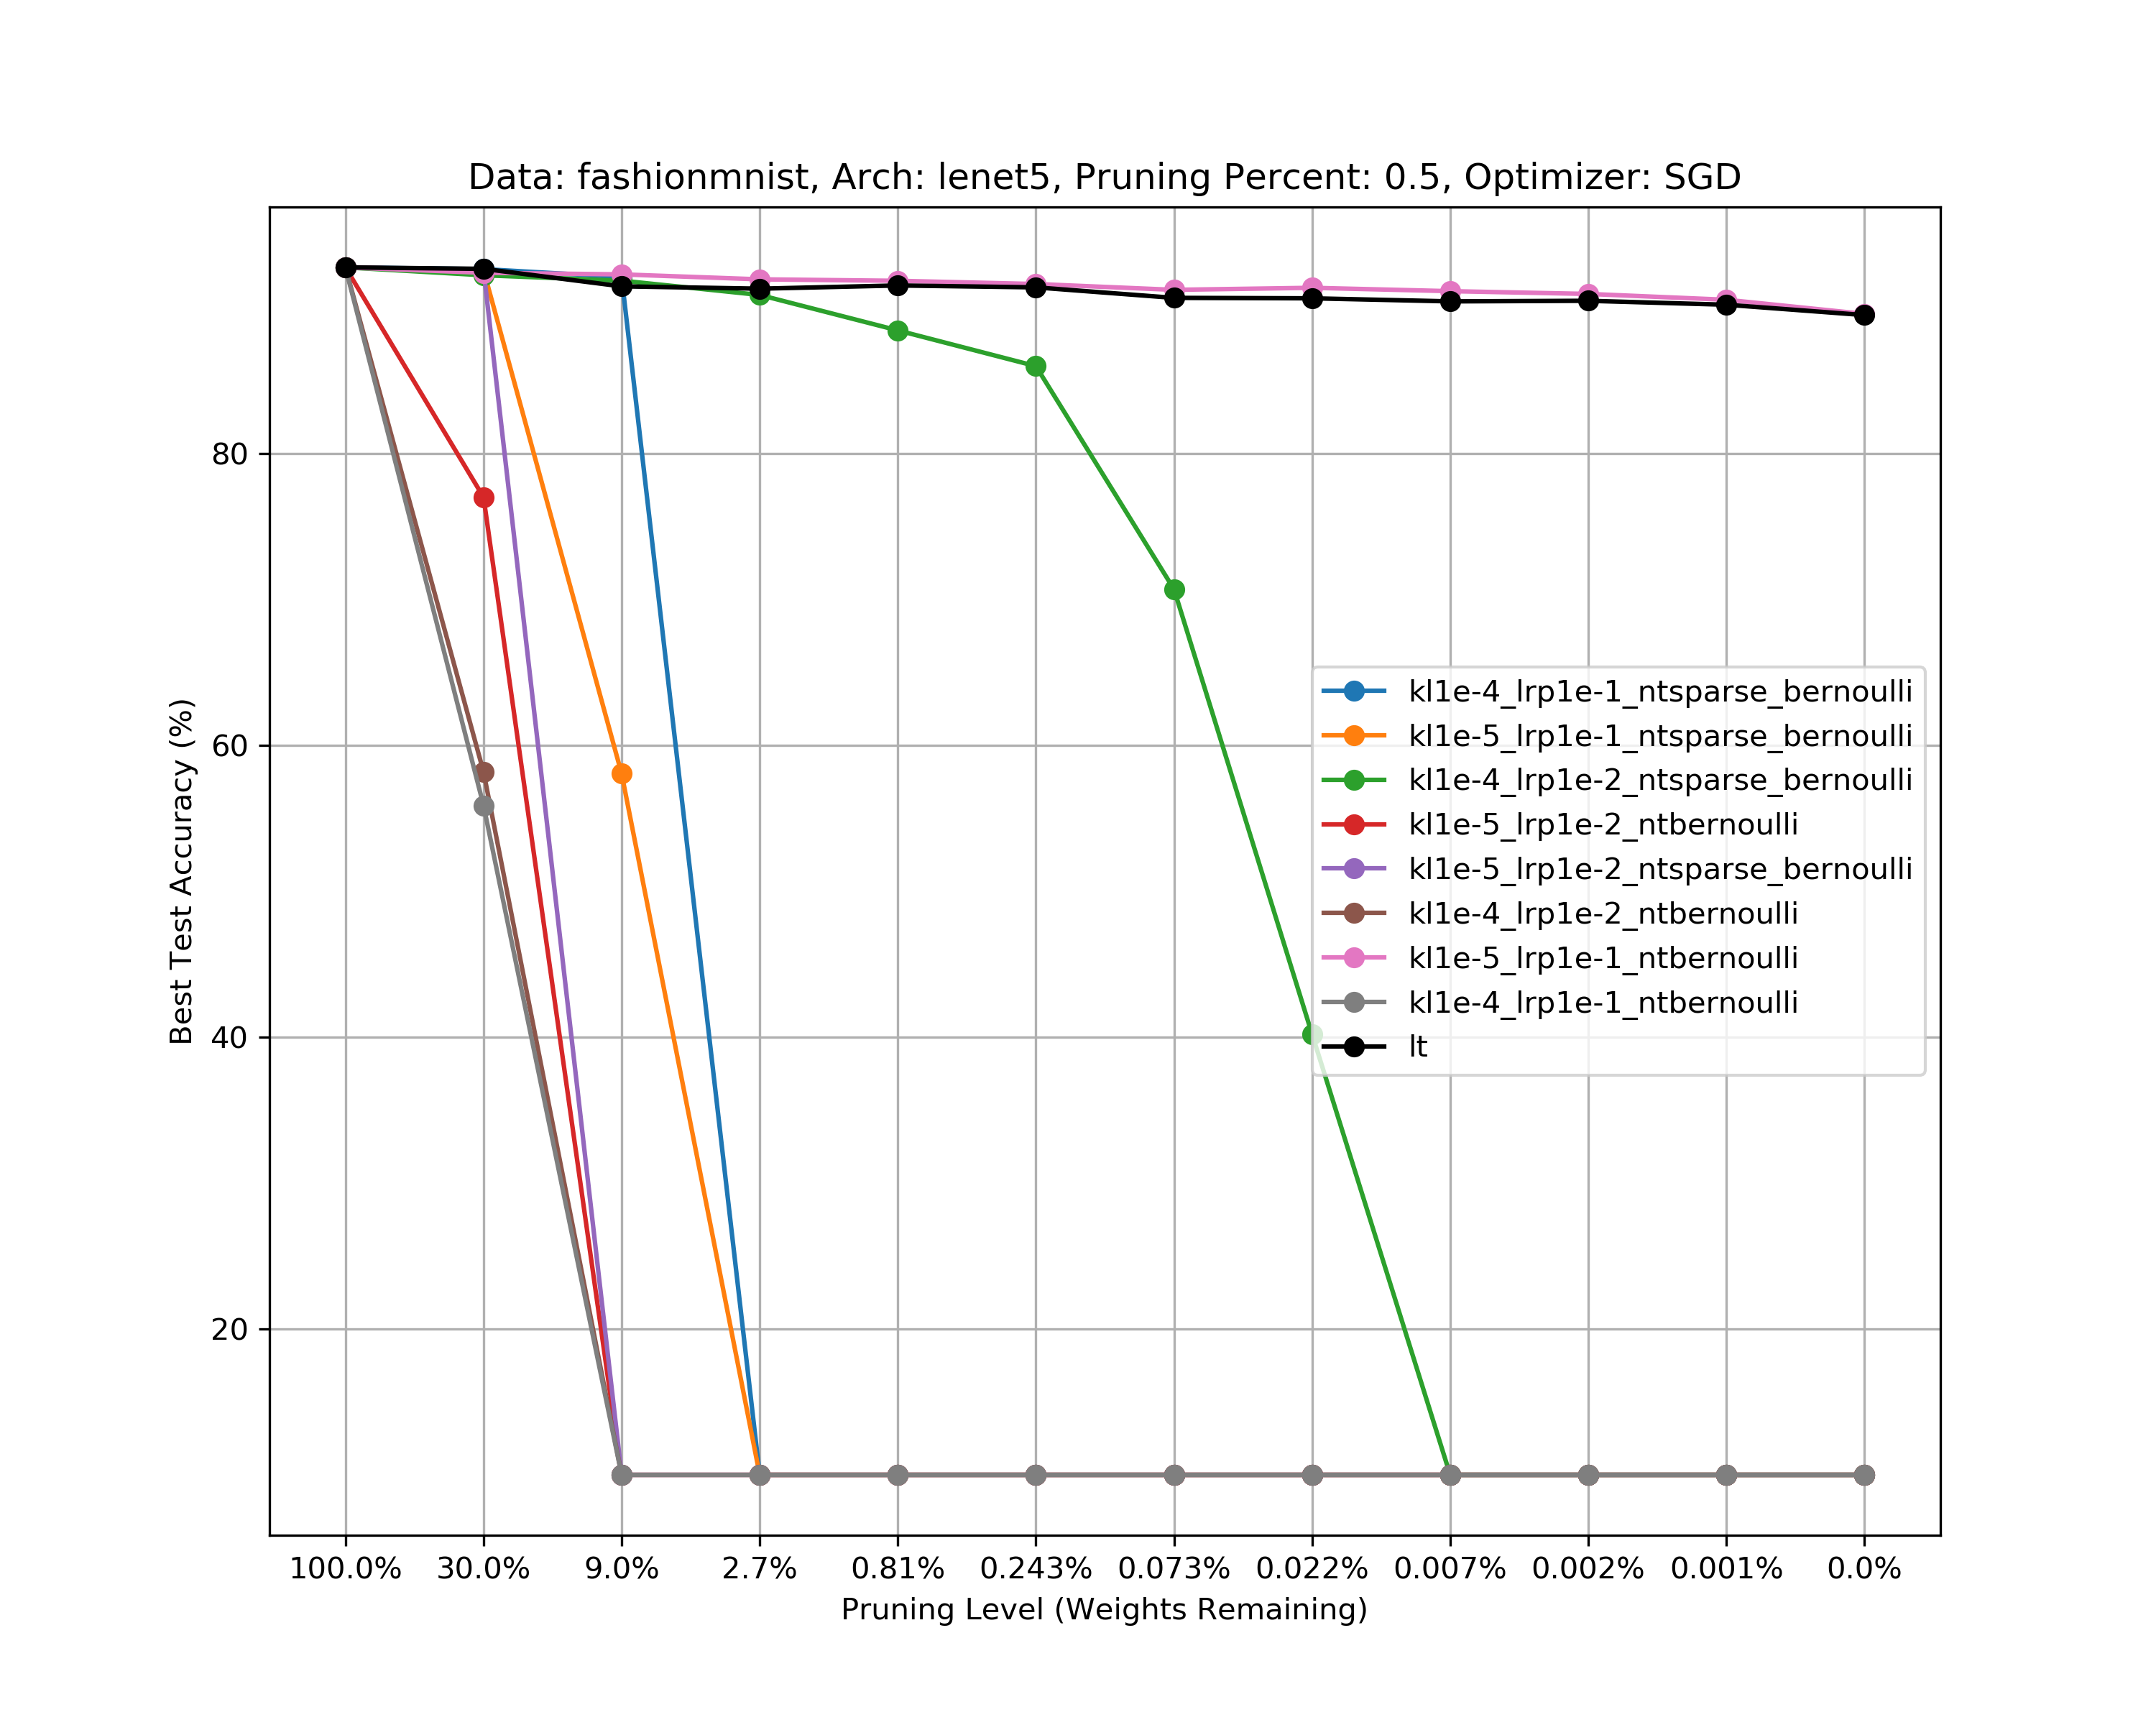 Data: fashionmnist, Arch: lenet5, Pruning Percent: 0.5, Optimizer: SGD
Best Test Accuracy (%)
80
60
40
20
kl1e-4_lrp1e-1_ntsparse_bernoulli
kl1e-5_lrp1e-1_ntsparse_bernoulli
kl1e-4_lrp1e-2_ntsparse_bernoulli
kl1e-5_lrp1e-2_ntbernoulli
kl1e-5_lrp1e-2_ntsparse_bernoulli
kl1e-4_lrp1e-2_ntbernoulli
kl1e-5_lrp1e-1_ntbernoulli
kl1e-4_lrp1e-1_ntbernoulli
lt
100.0% 30.0% 9.0% 2.7% 0.81% 0.243% 0.073% 0.022% 0.007% 0.002% 0.001% 0.0%
Pruning Level (Weights Remaining)